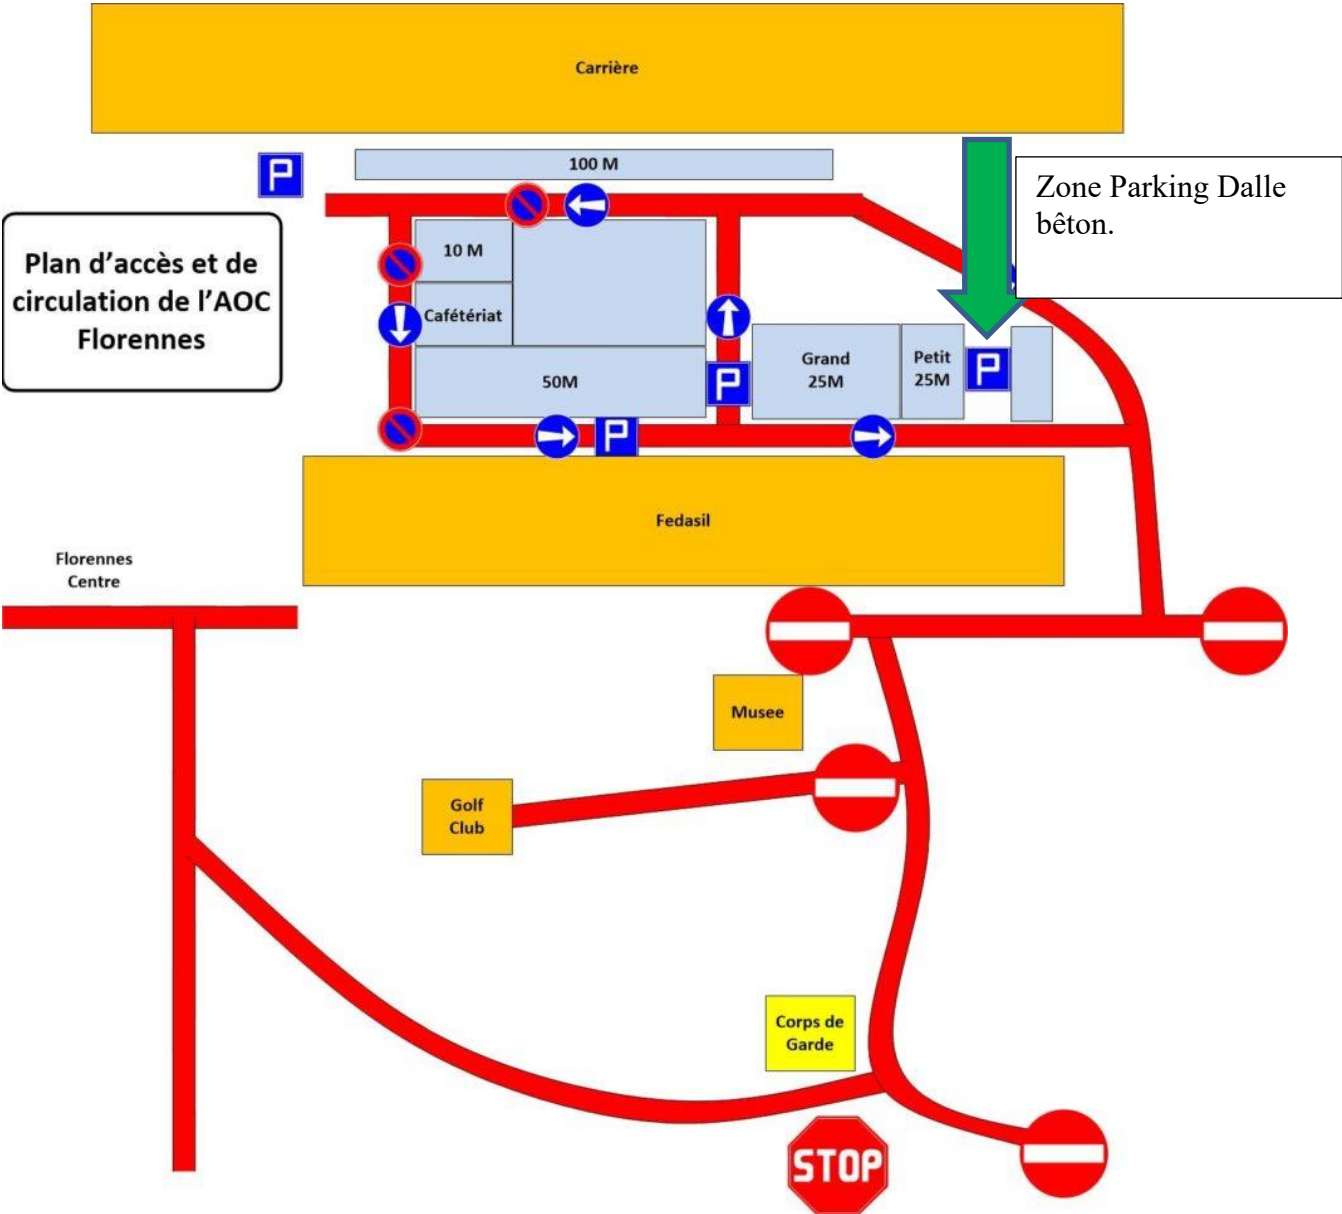 Carrière
P
100 M
Zone Parking Dalle
bêton.
Plan d'accès et de
circulation de l'AOC
Florennes
10 M
Cafétériat
50M
P
Grand
25M
Petit
25M
P
P
Fedasil
Florennes
Centre
Musee
Golf
Club
Corps de
Garde
STOP